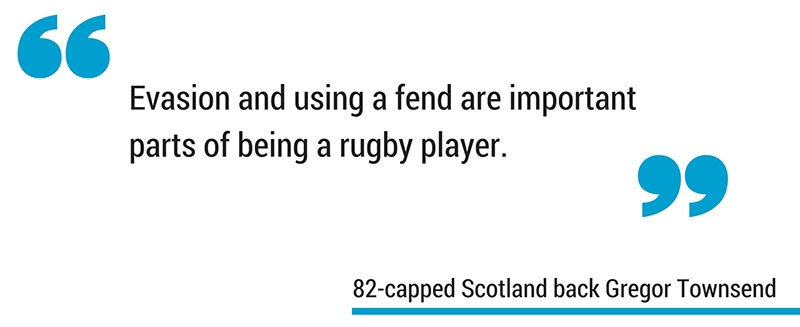 “
Evasion and using a fend are important
parts of being a rugby player.
”
82-capped Scotland back Gregor Townsend